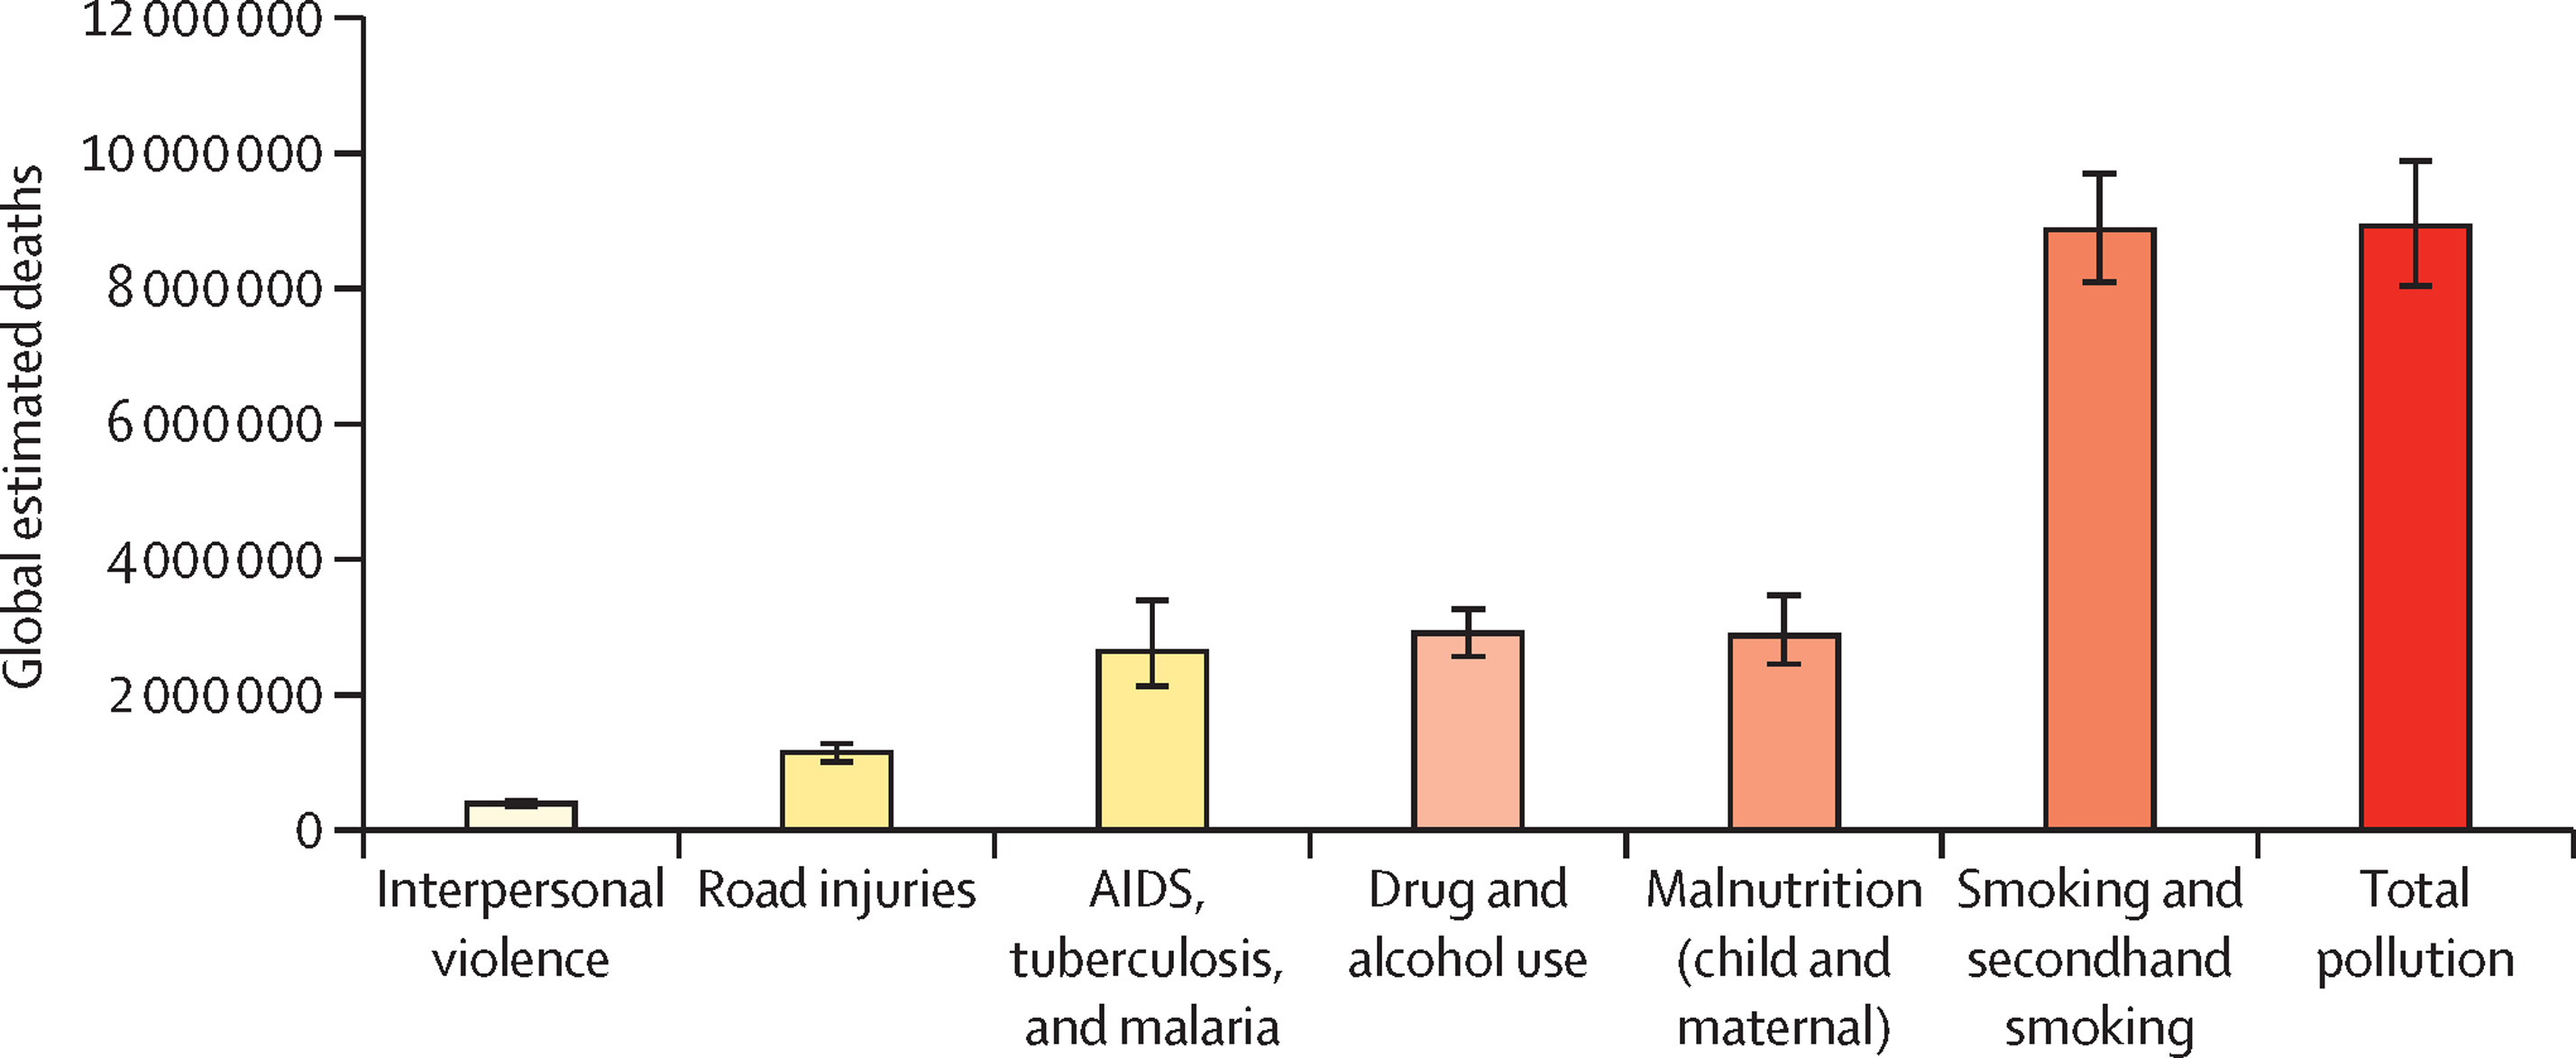 Global estimated deaths
12 000 000
10 000 000
8 000 000
6 000 000
4 000 000
2 000 000
0
Interpersonal
violence
Road injuries
AIDS,
tuberculosis,
and malaria
Drug and
alcohol use
Malnutrition
(child and
maternal)
Smoking and
secondhand
smoking
Total
pollution